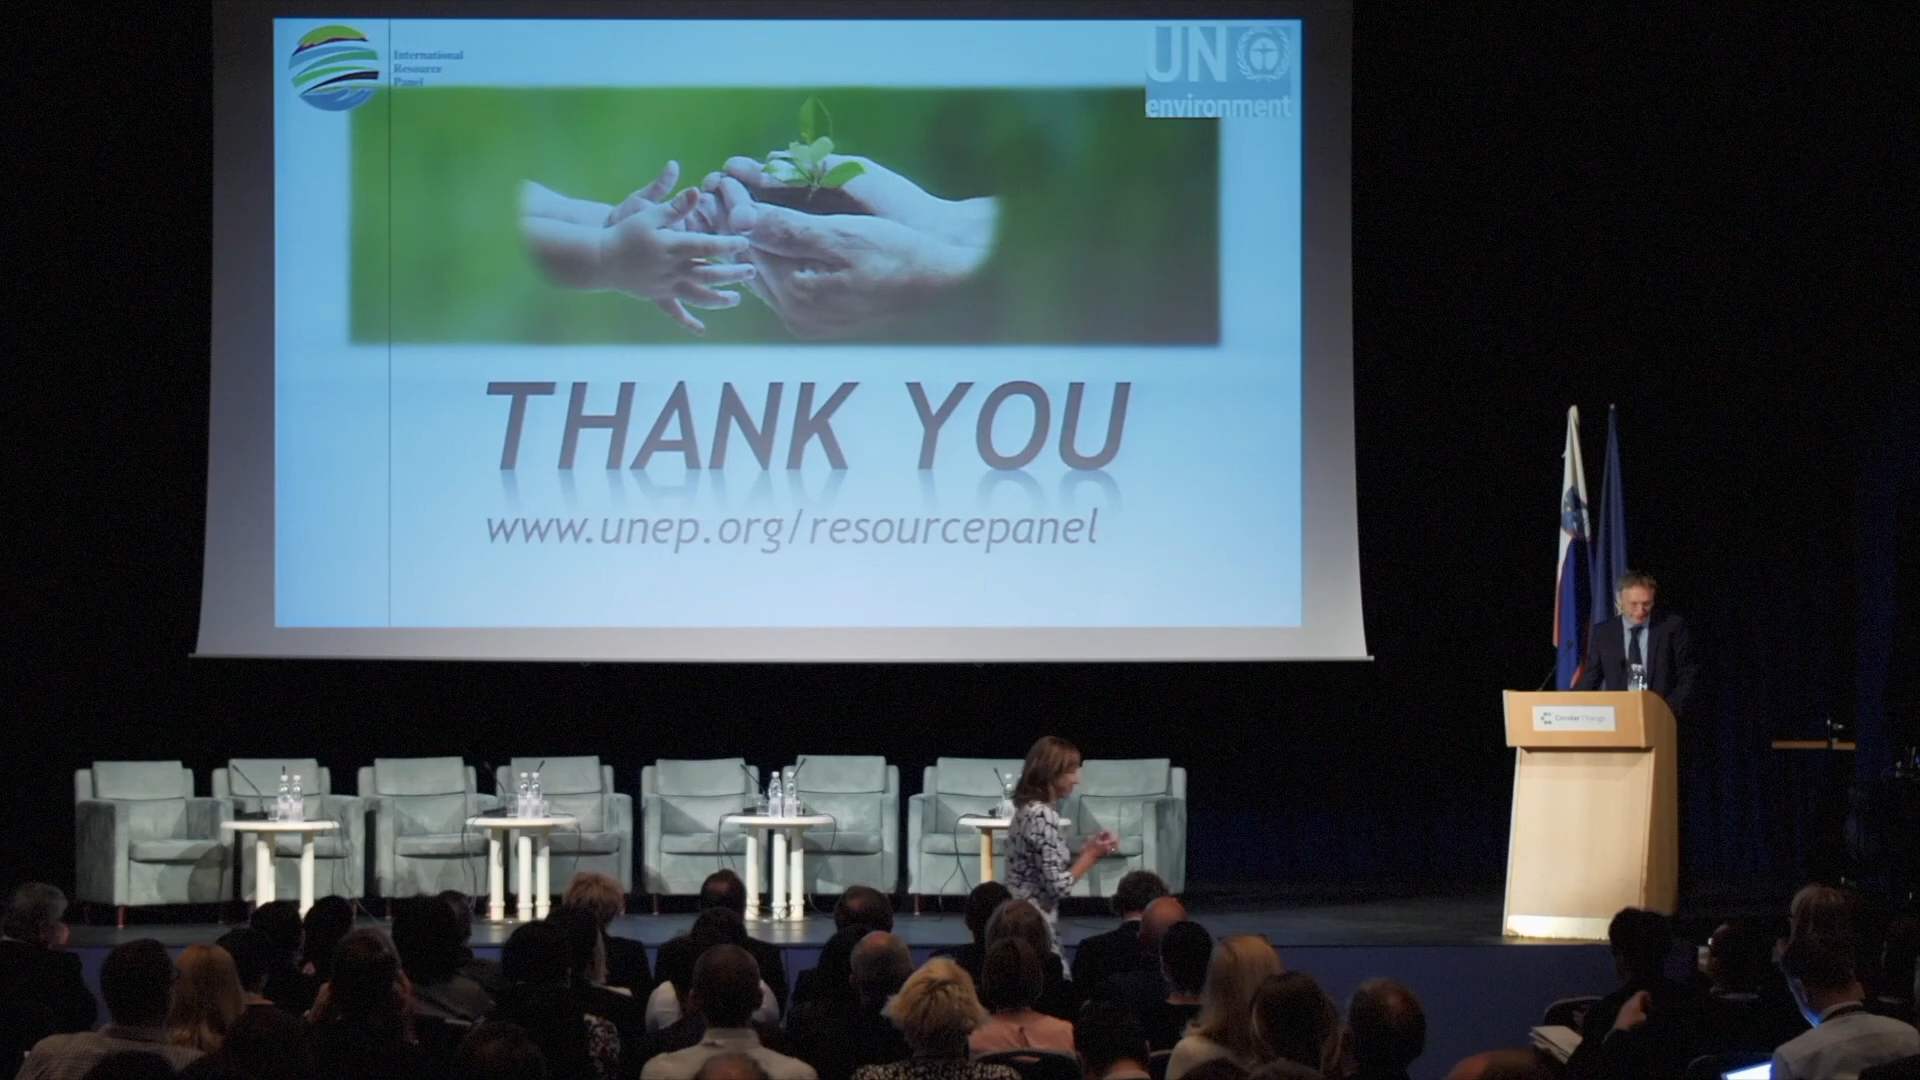 International
Resource
Panel
UN
environment
THANK YOU
www.unep.org/resourcepanel
Circular Change